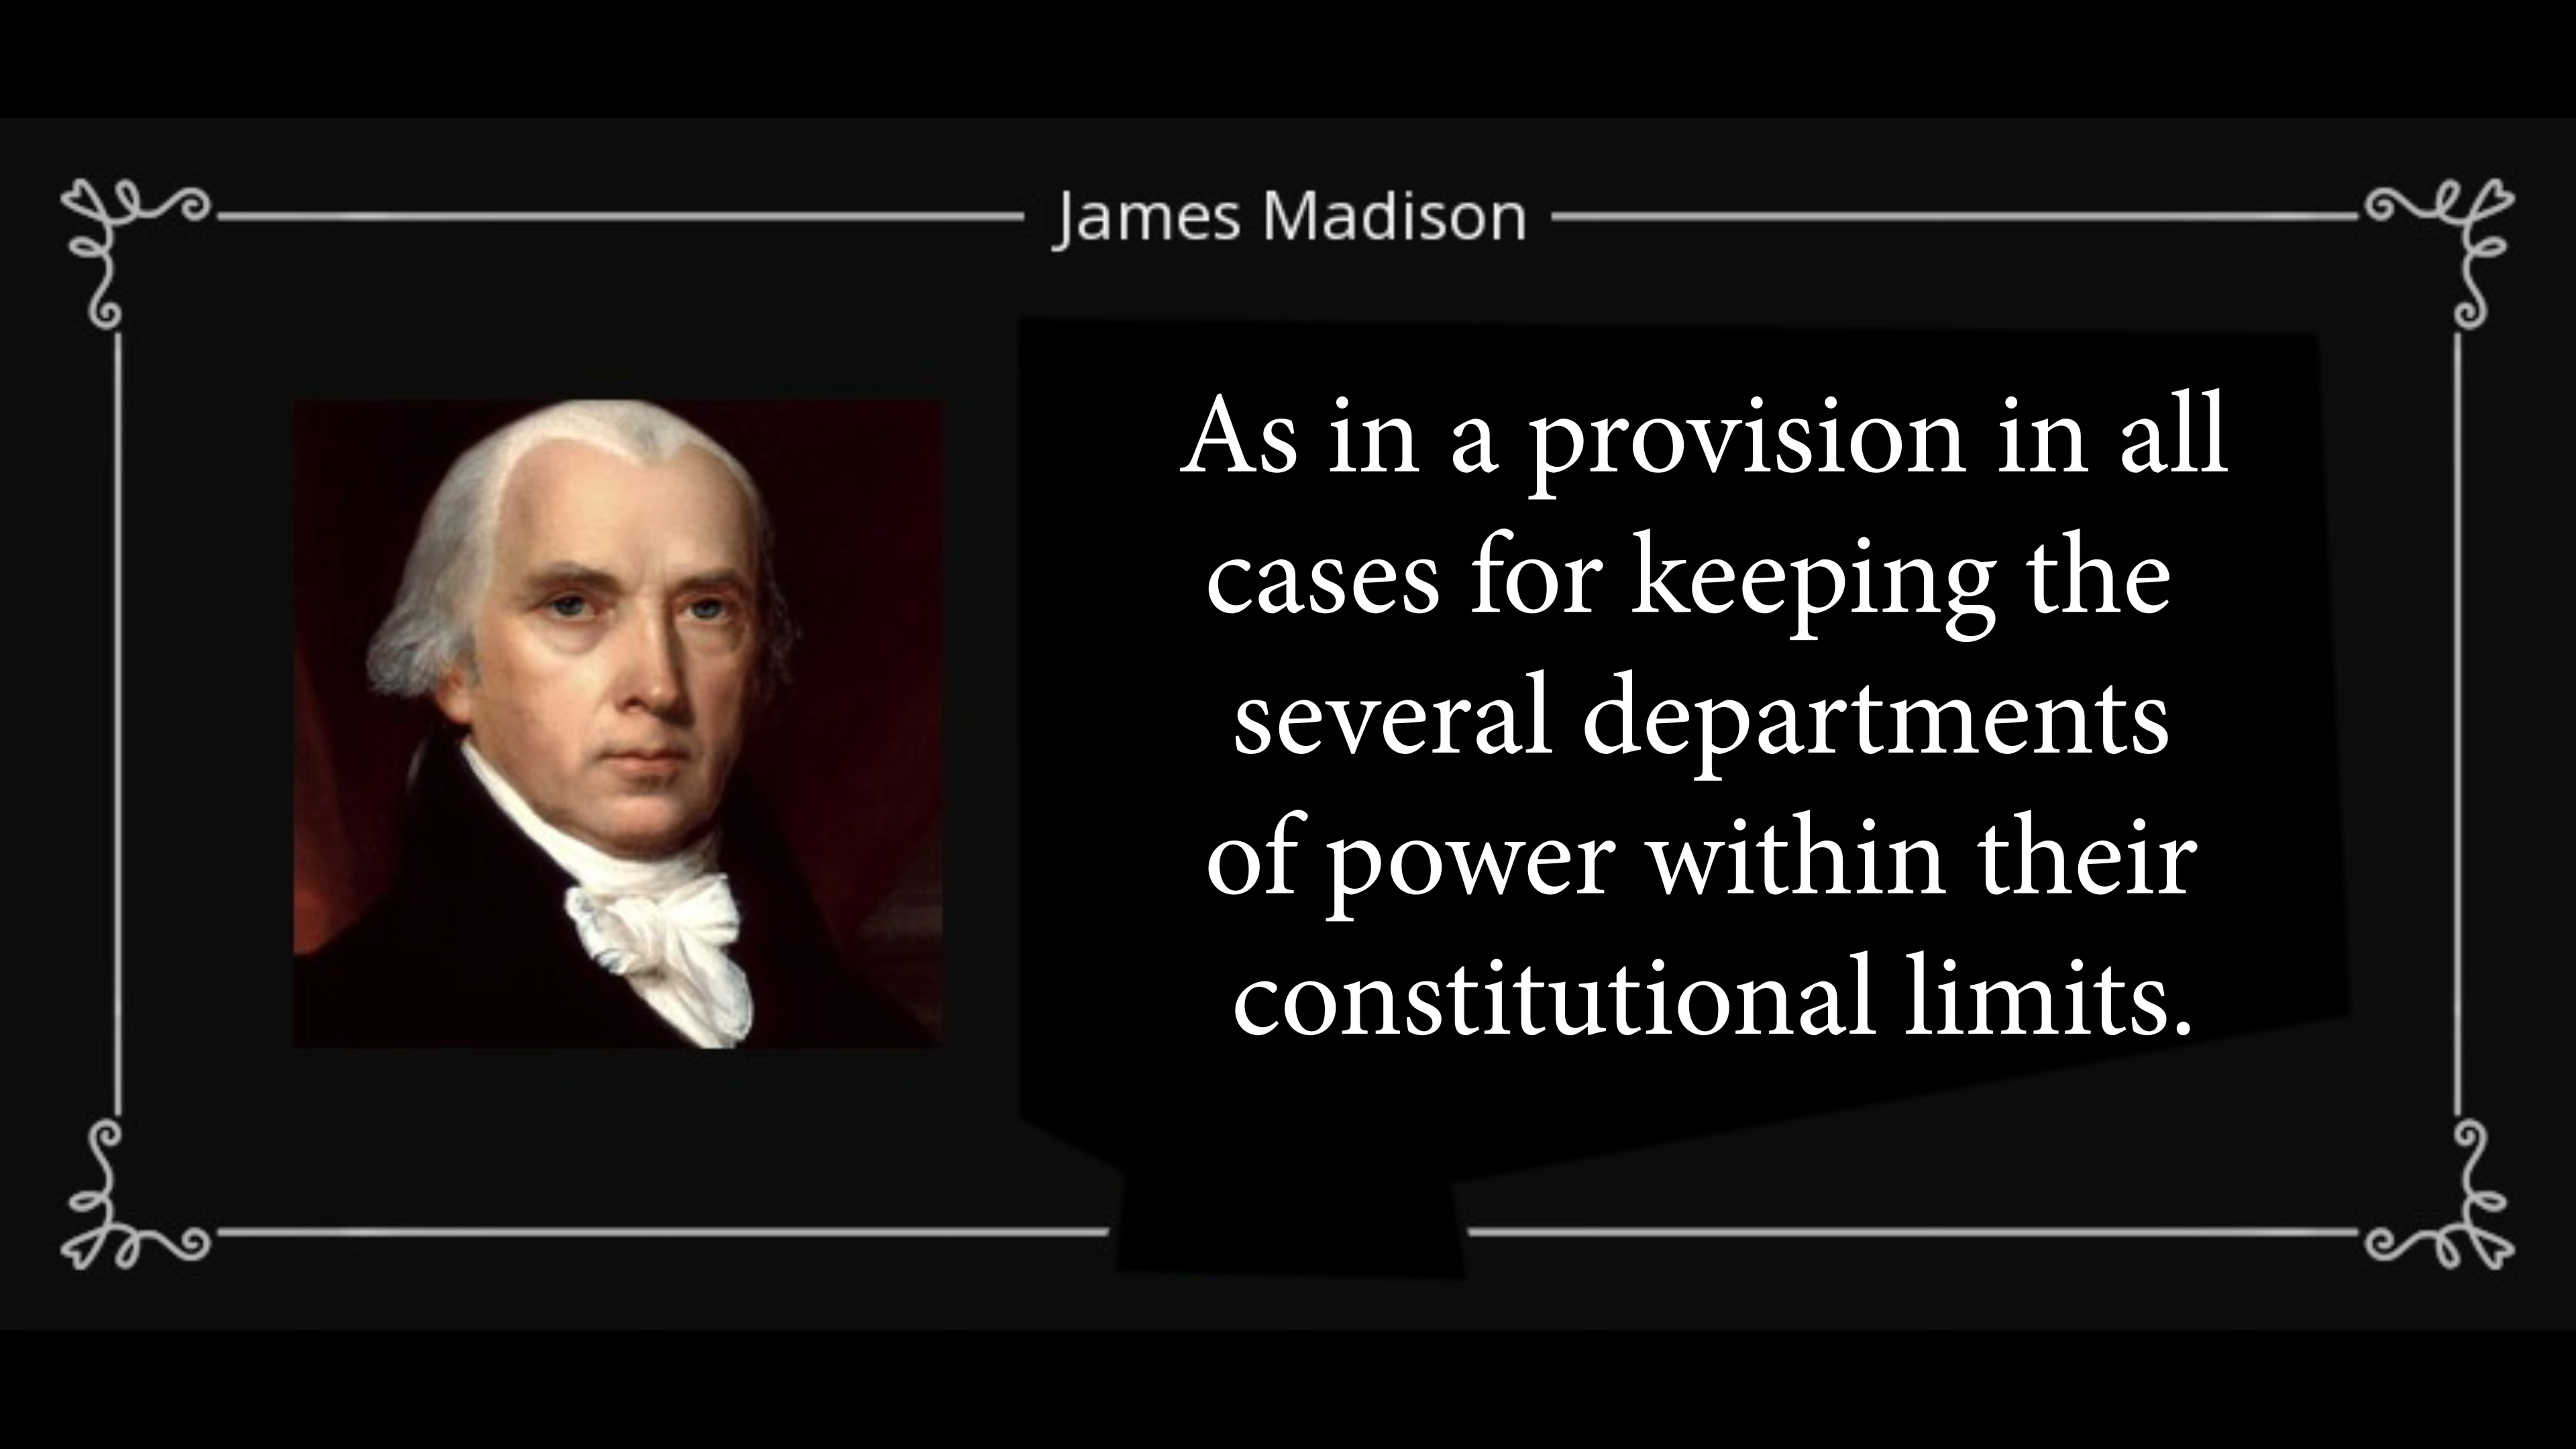 James Madison
As in a provision in all
cases for keeping the
several departments
of power within their
constitutional limits.